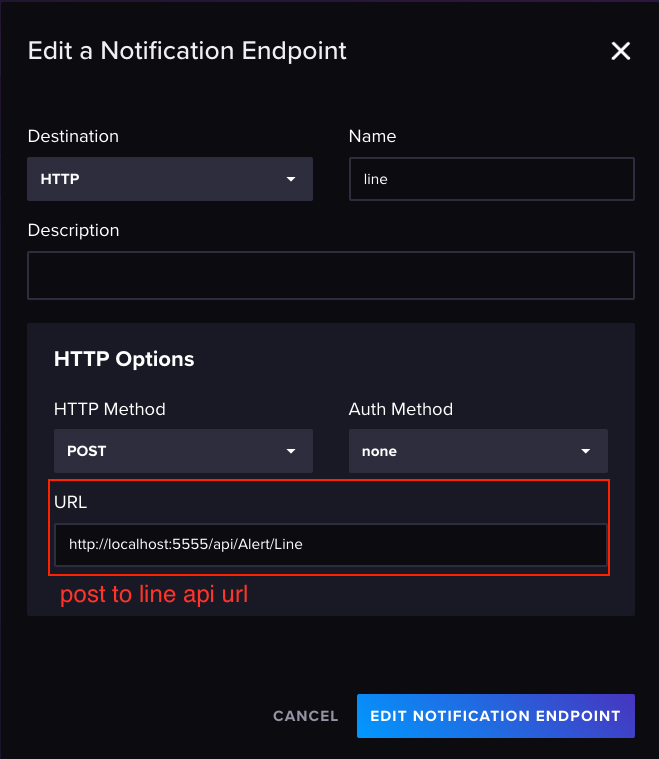 Edit a Notification Endpoint
Destination
Name
HTTP
line
Description
HTTP Options
HTTP Method
Auth Method
POST
none
URL
http://localhost:5555/api/Alert/Line
post to line api url
CANCEL
EDIT NOTIFICATION ENDPOINT